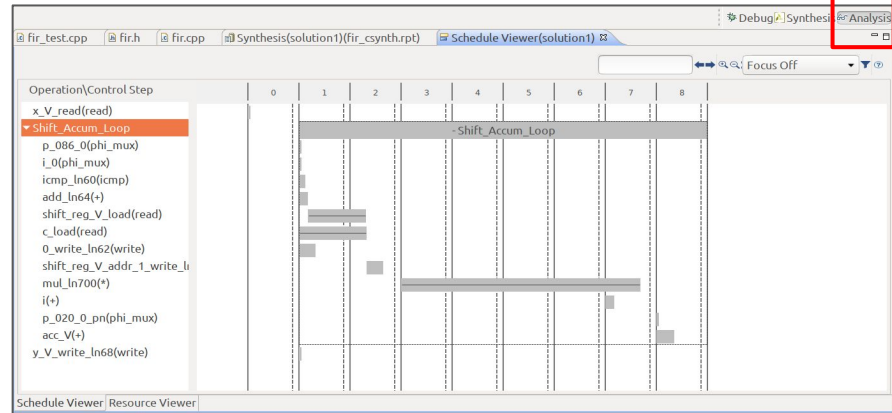 Debug Synthesis Analysis
fir_test.cpp fir.h fir.cpp Synthesis(solution1)(fir_csynth.rpt) Schedule Viewer(solution1)
Focus Off
Operation\Control Step 0 1 2 3 4 5 6 7 8
x_V_read(read)
Shift_Accum_Loop - Shift_Accum_Loop
p_086_0(phi_mux)
i_0(phi_mux)
icmp_ln60(icmp)
add_ln64(+)
shift_reg_V_load(read)
c_load(read)
0_write_ln62(write)
shift_reg_V_addr_1_write_l
mul_ln700(*)
i(+)
p_020_0_pn(phi_mux)
acc_V(+)
y_V_write_ln68(write)
Schedule Viewer Resource Viewer